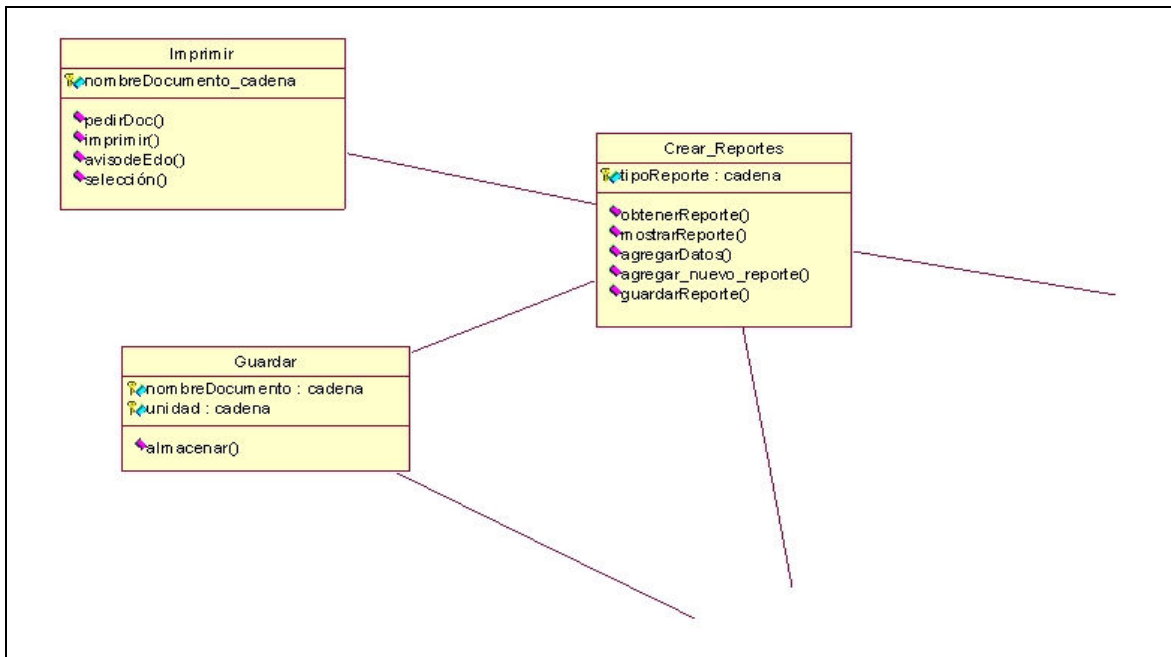 Imprimir
nombreDocumento_cadena
pedirDoc()
imprimir()
avisodeEdo()
selección()
Crear_Reportes
tipoReporte : cadena
obtenerReporte()
mostrarReporte()
agregarDatos()
agregar_nuevo_reporte()
guardarReporte()
Guardar
nombreDocumento : cadena
unidad : cadena
almacenar()